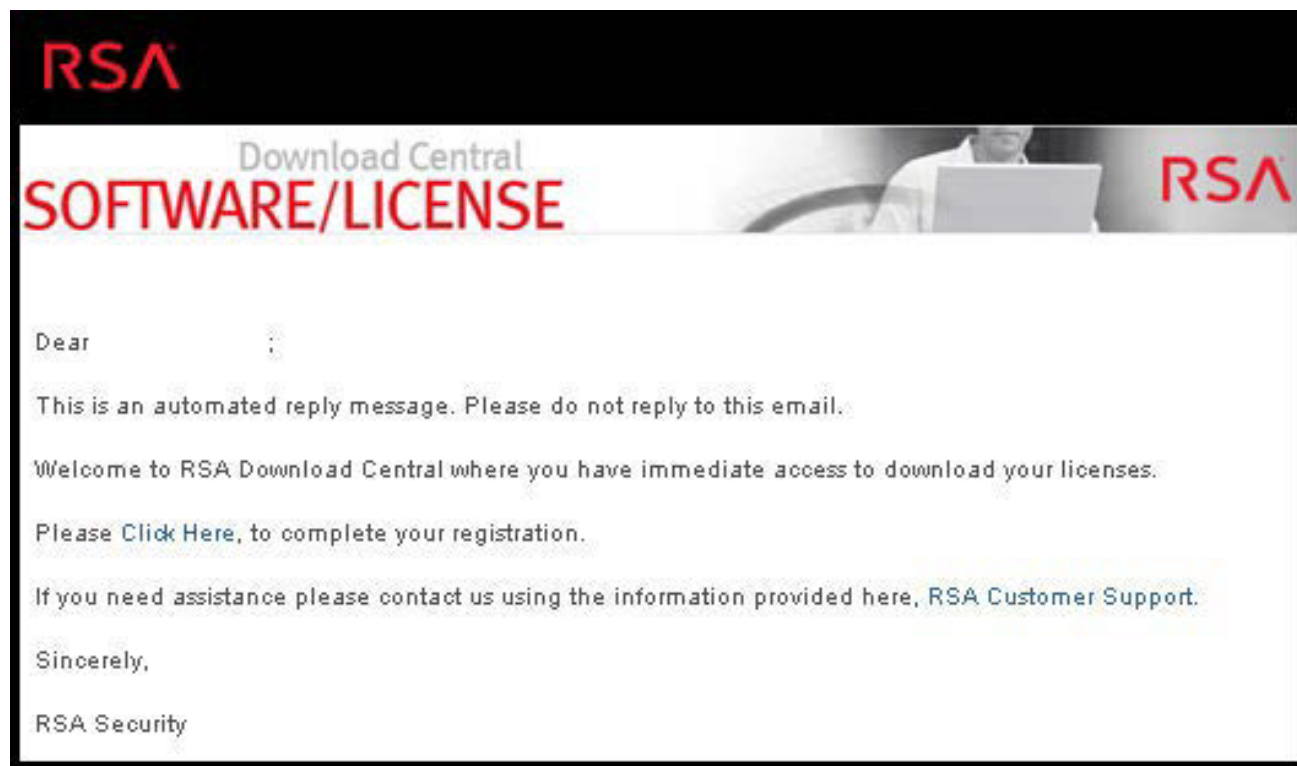 RSA
Download Central
SOFTWARE/LICENSE
RSA
Dear ;
This is an automated reply message. Please do not reply to this email.
Welcome to RSA Download Central where you have immediate access to download your licenses.
Please Click Here, to complete your registration.
If you need assistance please contact us using the information provided here, RSA Customer Support.
Sincerely,
RSA Security